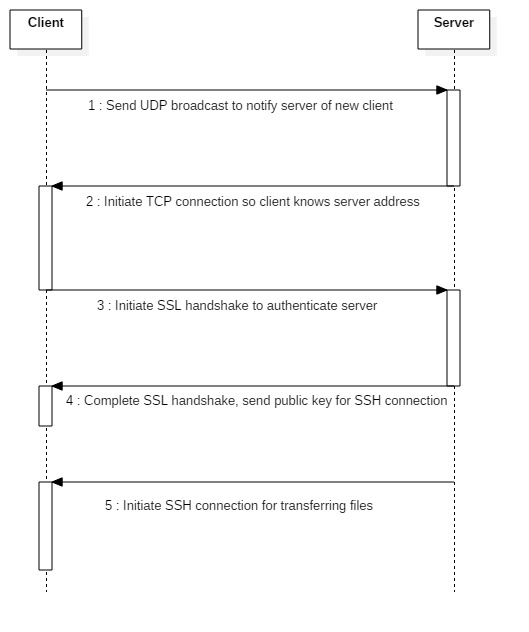 Client
Server
1 : Send UDP broadcast to notify server of new client
2 : Initiate TCP connection so client knows server address
3 : Initiate SSL handshake to authenticate server
4 : Complete SSL handshake, send public key for SSH connection
5 : Initiate SSH connection for transferring files